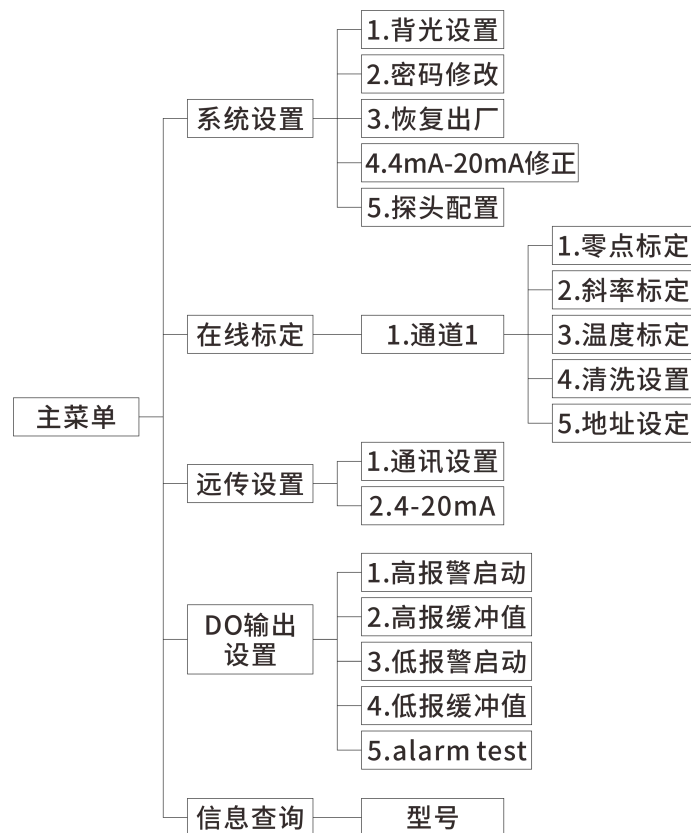 主菜单
系统设置
1.背光设置
2.密码修改
3.恢复出厂
4.4mA-20mA修正
5.探头配置
在线标定
1.通道1
1.零点标定
2.斜率标定
3.温度标定
4.清洗设置
5.地址设定
远传设置
1.通讯设置
2.4-20mA
DO输出
设置
1.高报警启动
2.高报缓冲值
3.低报警启动
4.低报缓冲值
5.alarm test
信息查询
型号